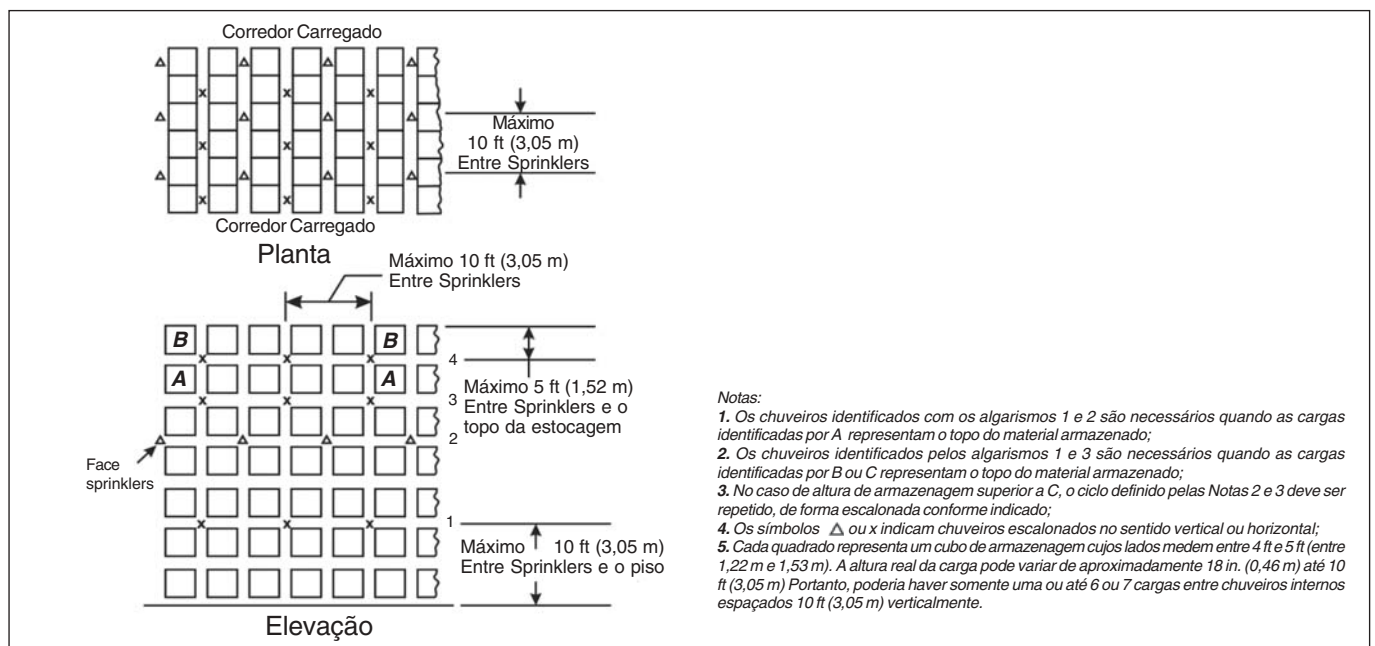 Corredor Carregado
Máximo
10 ft (3,05 m)
Entre Sprinklers
Corredor Carregado
Planta
Máximo 10 ft (3,05 m)
Entre Sprinklers
B
B
4
A
A
Máximo 5 ft (1,52 m)
Entre Sprinklers e o
topo da estocagem
3
2
Face
sprinklers
1
Máximo 10 ft (3,05 m)
Entre Sprinklers e o piso
Elevação
Notas:
1. Os chuveiros identificados com os algarismos 1 e 2 são necessários quando as cargas
identificadas por A representam o topo do material armazenado;
2. Os chuveiros identificados pelos algarismos 1 e 3 são necessários quando as cargas
identificadas por B ou C representam o topo do material armazenado;
3. No caso de altura de armazenagem superior a C, o ciclo definido pelas Notas 2 e 3 deve ser
repetido, de forma escalonada conforme indicado;
4. Os símbolos △ ou x indicam chuveiros escalonados no sentido vertical ou horizontal;
5. Cada quadrado representa um cubo de armazenagem cujos lados medem entre 4 ft e 5 ft (entre
1,22 m e 1,53 m). A altura real da carga pode variar de aproximadamente 18 in. (0,46 m) até 10
ft (3,05 m) Portanto, poderia haver somente uma ou até 6 ou 7 cargas entre chuveiros internos
espaçados 10 ft (3,05 m) verticalmente.